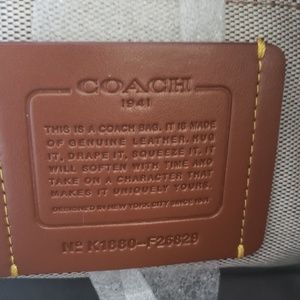 COACH
1941
THIS IS A COACH BAG. IT IS MADE
OF GENUINE LEATHER. HUG
IT, DRAPE IT, SQUEEZE IT. IT
WILL SOFTEN WITH TIME AND
TAKE ON A CHARACTER THAT
MAKES IT UNIQUELY YOURS.
DESIGNED IN NEW YORK CITY SINCE 1941